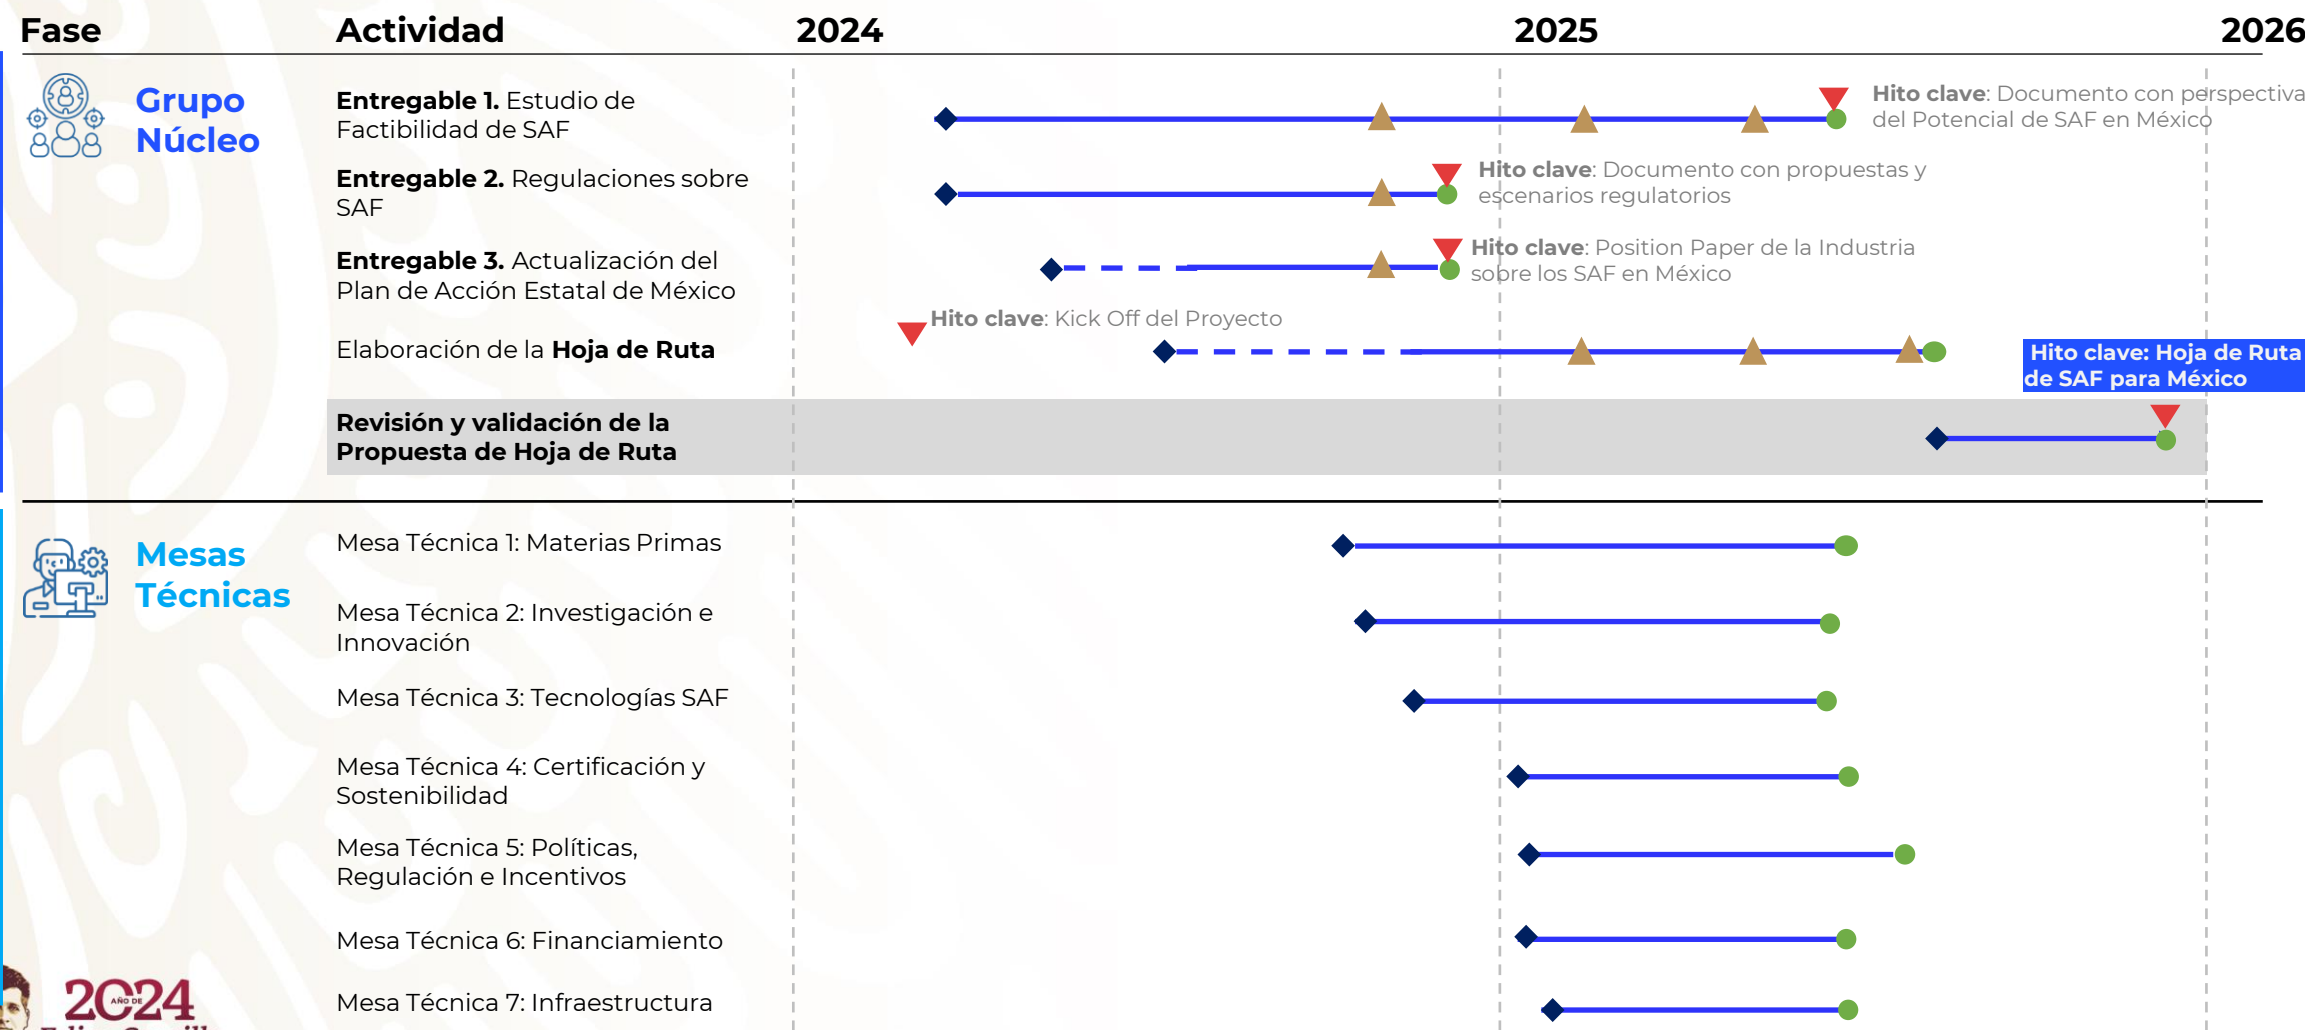 Fase
Actividad
2024
2025
2026
Grupo
Núcleo
Entregable 1. Estudio de
Factibilidad de SAF
Hito clave: Documento con perspectiva
del Potencial de SAF en México
Entregable 2. Regulaciones sobre
SAF
Hito clave: Documento con propuestas y
escenarios regulatorios
Entregable 3. Actualización del
Plan de Acción Estatal de México
Hito clave: Position Paper de la Industria
sobre los SAF en México
Hito clave: Kick Off del Proyecto
Elaboración de la Hoja de Ruta
Hito clave: Hoja de Ruta
de SAF para México
Revisión y validación de la
Propuesta de Hoja de Ruta
Mesas
Técnicas
Mesa Técnica 1: Materias Primas
Mesa Técnica 2: Investigación e
Innovación
Mesa Técnica 3: Tecnologías SAF
Mesa Técnica 4: Certificación y
Sostenibilidad
Mesa Técnica 5: Políticas,
Regulación e Incentivos
Mesa Técnica 6: Financiamiento
Mesa Técnica 7: Infraestructura
2024
AÑO DE